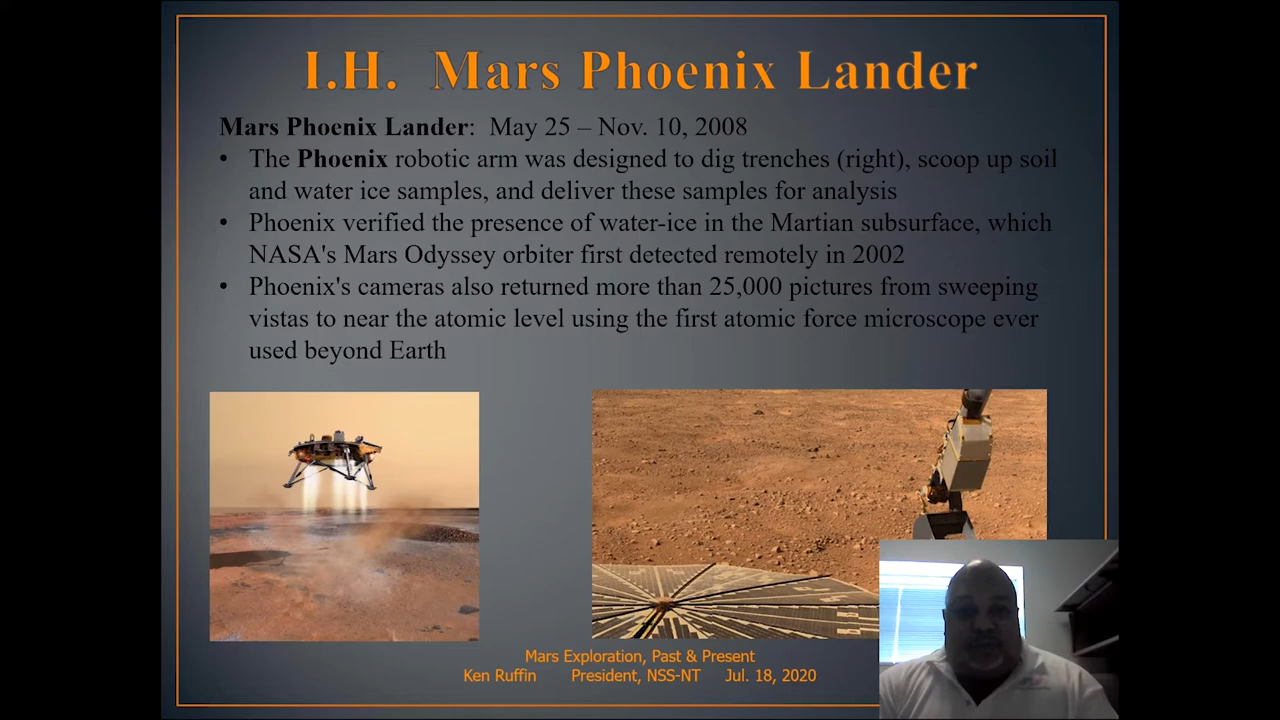 I.H. Mars Phoenix Lander
Mars Phoenix Lander: May 25 – Nov. 10, 2008
• The Phoenix robotic arm was designed to dig trenches (right), scoop up soil
and water ice samples, and deliver these samples for analysis
• Phoenix verified the presence of water-ice in the Martian subsurface, which
NASA's Mars Odyssey orbiter first detected remotely in 2002
• Phoenix's cameras also returned more than 25,000 pictures from sweeping
vistas to near the atomic level using the first atomic force microscope ever
used beyond Earth
Mars Exploration, Past & Present
Ken Ruffin President, NSS-NT Jul. 18, 2020